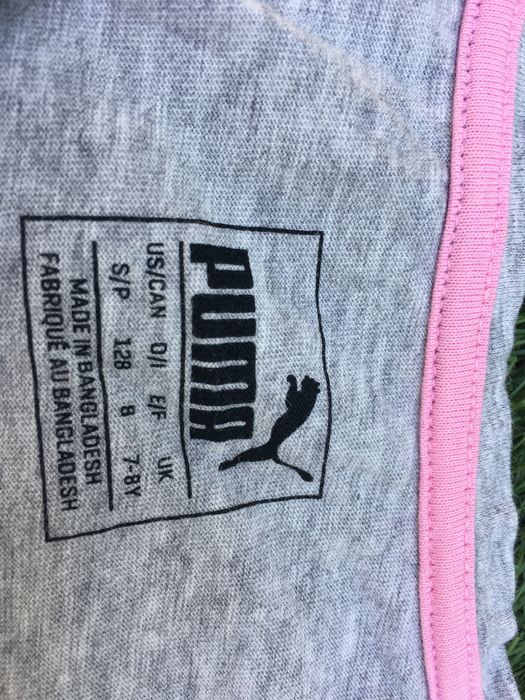 PUMA
US/CAN D/I E/F UK
S/P 128 8 7-8Y
MADE IN BANGLADESH
FABRIQUÉ AU BANGLADESH